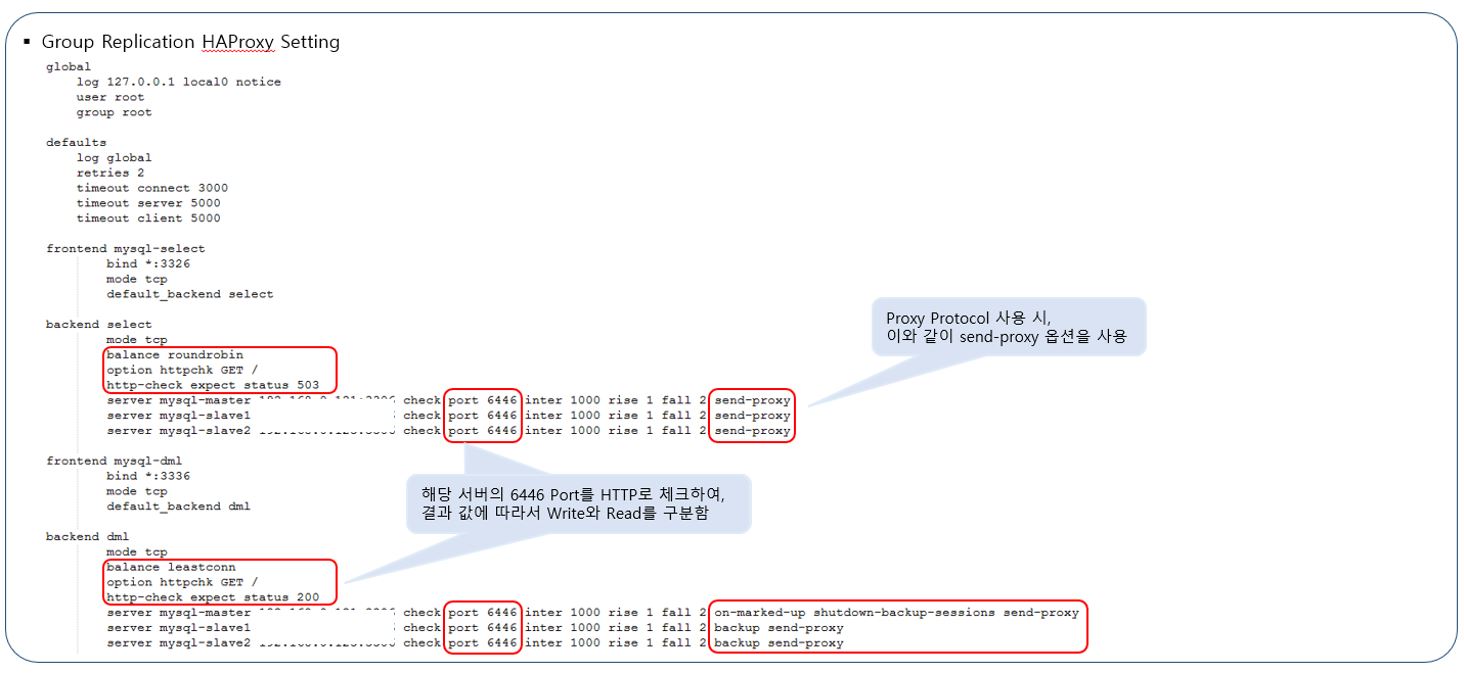 ▪ Group Replication HAProxy Setting
global
log 127.0.0.1 local0 notice
user root
group root
defaults
log global
retries 2
timeout connect 3000
timeout server 5000
timeout client 5000
frontend mysql-select
bind *:3326
mode tcp
default_backend select
backend select
mode tcp
balance roundrobin
option httpchk GET /
http-check expect status 503
server mysql-master check port 6446 inter 1000 rise 1 fall 2 send-proxy
server mysql-slave1 check port 6446 inter 1000 rise 1 fall 2 send-proxy
server mysql-slave2 check port 6446 inter 1000 rise 1 fall 2 send-proxy
Proxy Protocol 사용 시,
이와 같이 send-proxy 옵션을 사용
frontend mysql-dml
bind *:3336
mode tcp
default_backend dml
해당 서버의 6446 Port를 HTTP로 체크하여,
결과 값에 따라서 Write와 Read를 구분함
backend dml
mode tcp
balance leastconn
option httpchk GET /
http-check expect status 200
server mysql-master check port 6446 inter 1000 rise 1 fall 2 on-marked-up shutdown-backup-sessions send-proxy
server mysql-slave1 check port 6446 inter 1000 rise 1 fall 2 backup send-proxy
server mysql-slave2 check port 6446 inter 1000 rise 1 fall 2 backup send-proxy